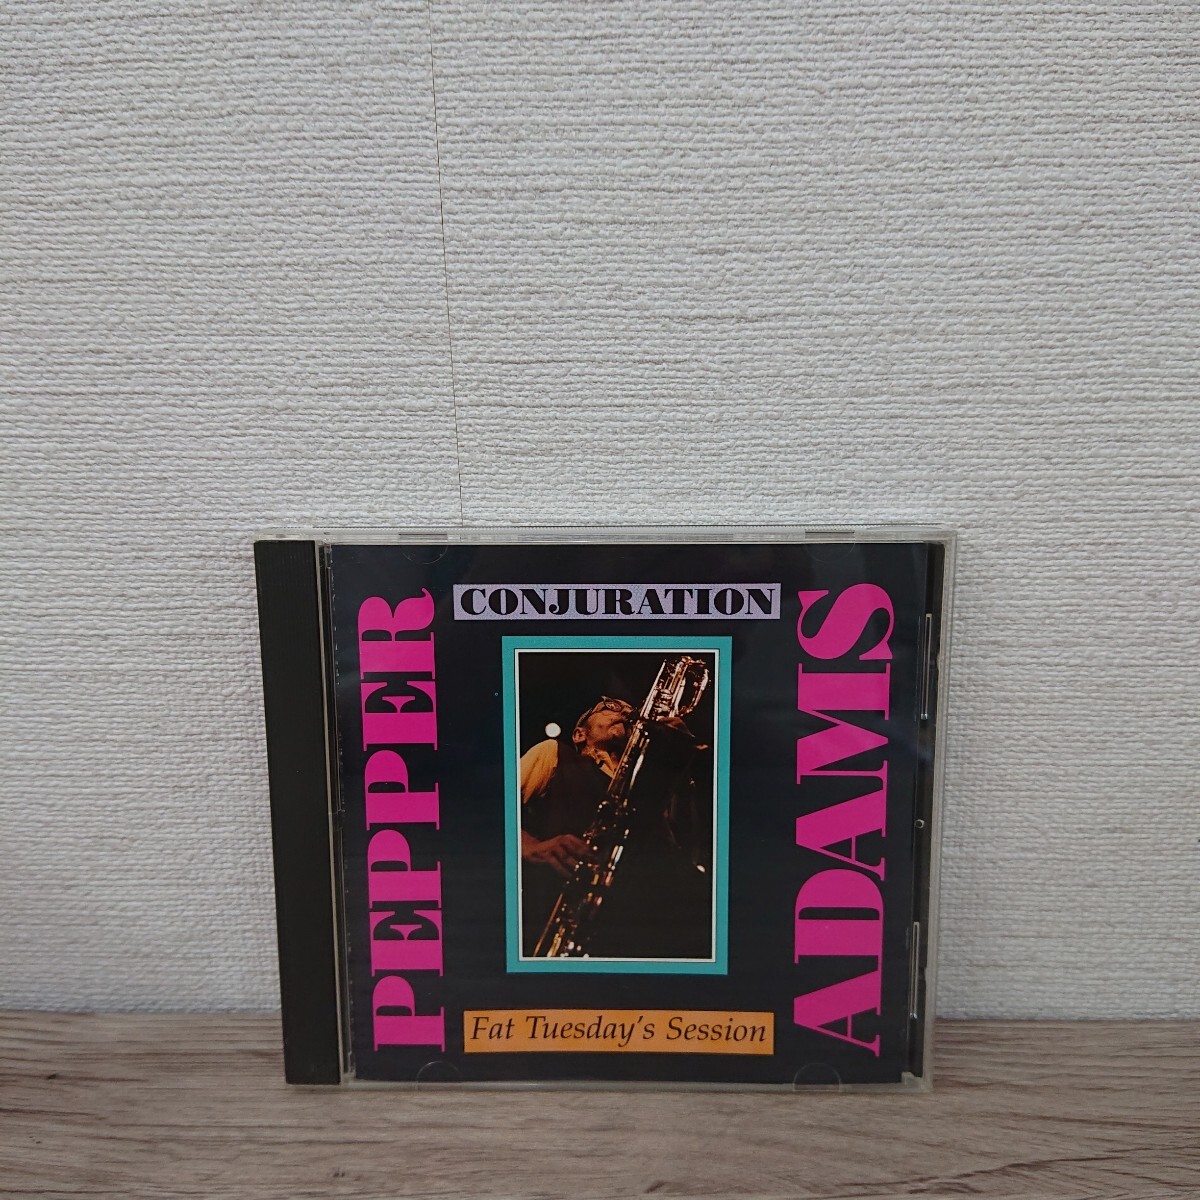 PEPPER
CONJURATION
ADAMS
Fat Tuesday's Session